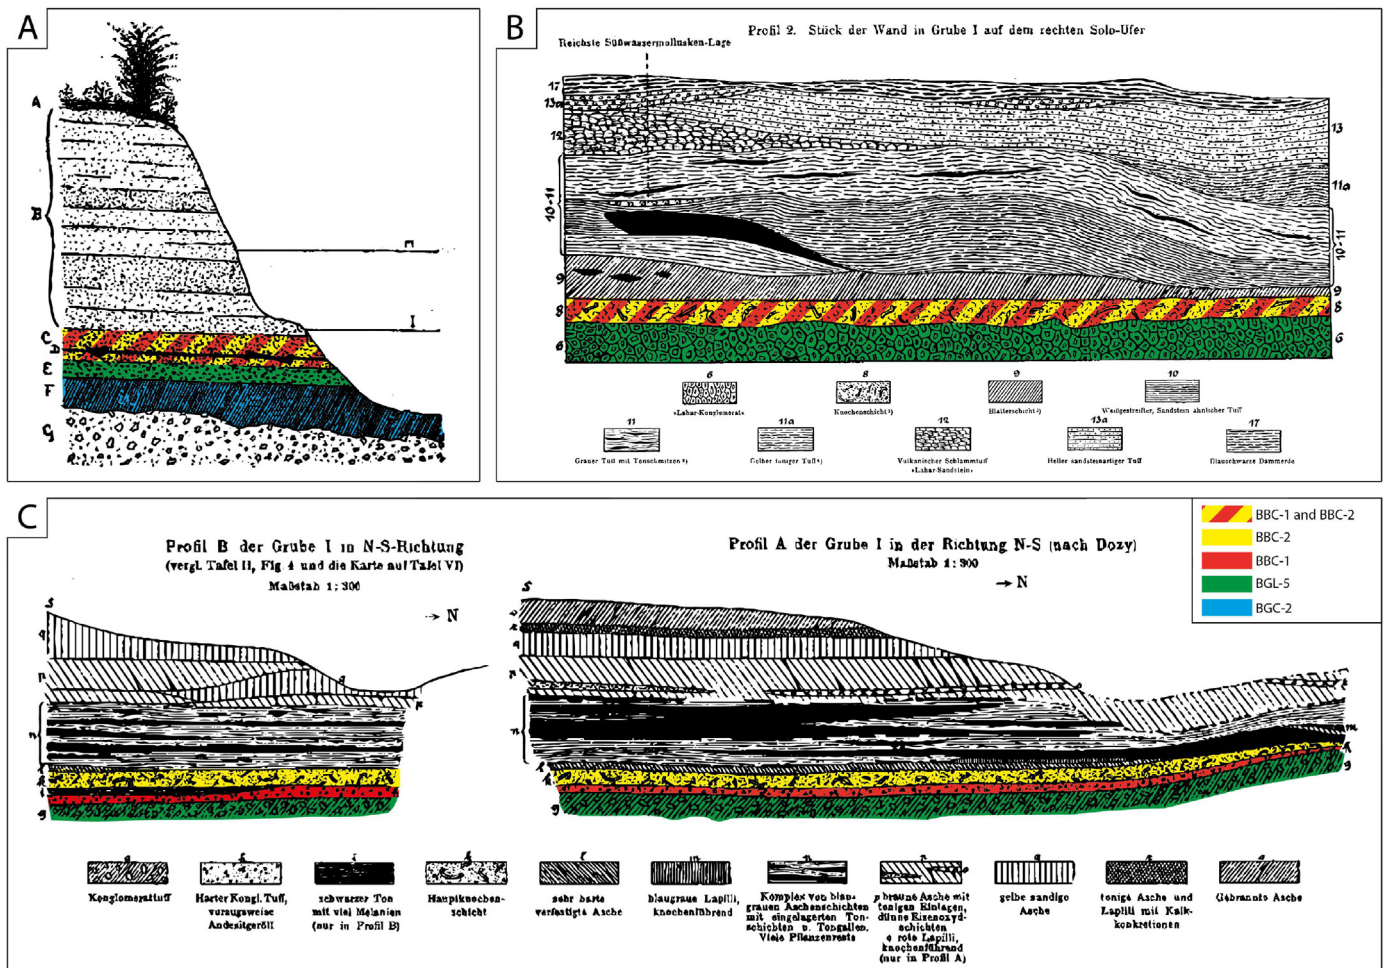 A
A
B
C
D
E
F
G
E
I
B
Profil 2. Stück der Wand in Grube I auf dem rechten Solo-Ufer
Reichste Süßwassermollusken-Lage
17
13a
12
10-11
9
8
6
13
11a
10-11
9
8
6
6
8
9
10
»Lahar-Konglomerat«
Knochenschicht¹)
Blätterschicht²)
Weißgestreifter, Sandstein ähnlicher Tuff
11
11a
12
13a
17
Grauer Tuff mit Tonschmitzen³)
Gelber toniger Tuff⁴)
Vulkanischer Schlammtuff
»Lahar-Sandstein«
Heller sandsteinartiger Tuff
Blauschwarze Dammerde
C
BBC-1 and BBC-2
BBC-2
BBC-1
BGL-5
BGC-2
Profil B der Grube I in N-S-Richtung
(vergl. Tafel II, Fig. 4 und die Karte auf Tafel VI)
Maßstab 1:300
→ N
S
Profil A der Grube I in der Richtung N-S (nach Dozy)
Maßstab 1:300
→ N
S
q
n
g
n
m
g
g
h
i
k
l
m
n
q
Konglomerattuff
Harter Kongl. Tuff,
vorzugsweise
Andesitgeröll
schwarzer Ton
mit viel Melanien
(nur in Profil B)
Hauptknochen-
schicht
sehr harte
verfestigte Asche
blaugraue Lapilli,
knochenführend
Komplex von blau-
grauen Aschenschichten
mit eingelagerten Ton-
schichten u. Tongallen.
Viele Pflanzenreste
p braune Asche mit
tonigen Einlagen,
dünne Eisenoxyd-
schichten
rote Lapilli,
knochenführend
(nur in Profil A)
gelbe sandige
Asche
tonige Asche und
Lapilli mit Kalk-
konkretionen
Gebrannte Asche